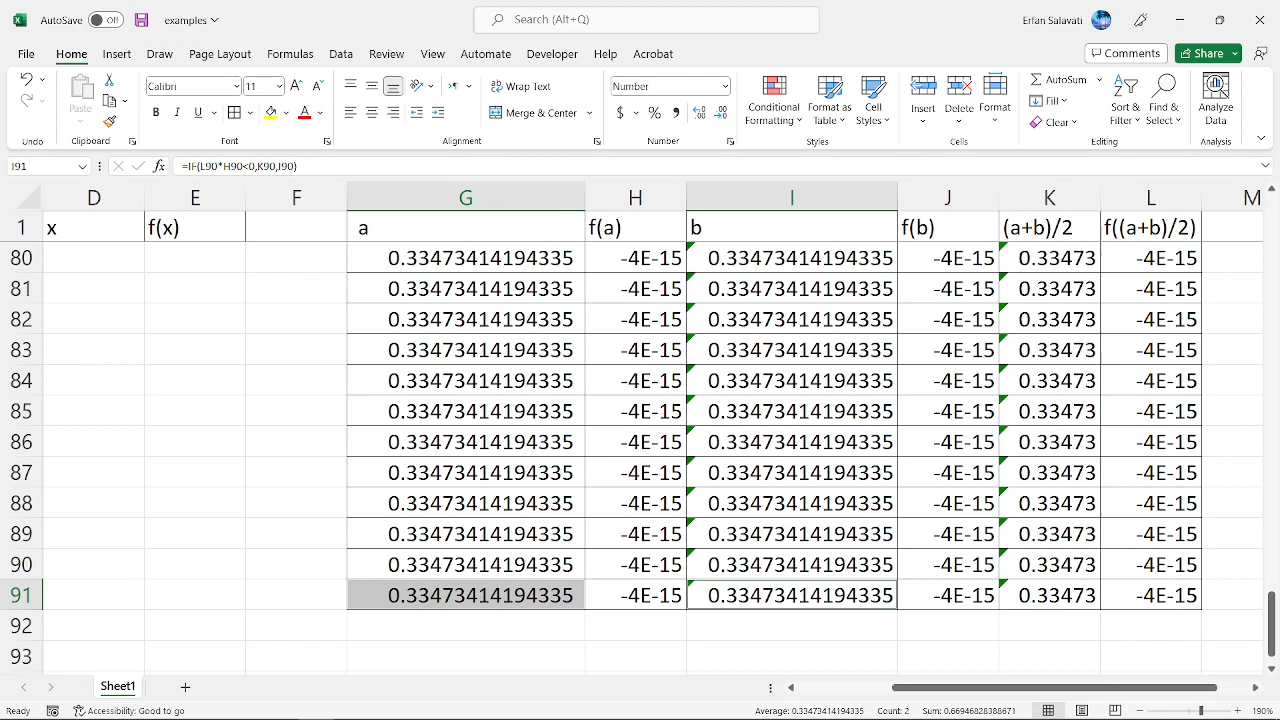 AutoSave Off examples Search (Alt+Q) Erfan Salavati
File Home Insert Draw Page Layout Formulas Data Review View Automate Developer Help Acrobat Comments Share
Paste Calibri 11 Wrap Text Number AutoSum
B I U Merge & Center $ % Conditional Formatting Format as Table Cell Styles Insert Delete Format Fill Clear Sort & Filter Find & Select Analyze Data
Undo Clipboard Font Alignment Number Styles Cells Editing Analysis
I91 fx =IF(L90*H90<0,K90,I90)
D E F G H I J K L M
1 x f(x) a f(a) b f(b) (a+b)/2 f((a+b)/2)
80 0.33473414194335 -4E-15 0.33473414194335 -4E-15 0.33473 -4E-15
81 0.33473414194335 -4E-15 0.33473414194335 -4E-15 0.33473 -4E-15
82 0.33473414194335 -4E-15 0.33473414194335 -4E-15 0.33473 -4E-15
83 0.33473414194335 -4E-15 0.33473414194335 -4E-15 0.33473 -4E-15
84 0.33473414194335 -4E-15 0.33473414194335 -4E-15 0.33473 -4E-15
85 0.33473414194335 -4E-15 0.33473414194335 -4E-15 0.33473 -4E-15
86 0.33473414194335 -4E-15 0.33473414194335 -4E-15 0.33473 -4E-15
87 0.33473414194335 -4E-15 0.33473414194335 -4E-15 0.33473 -4E-15
88 0.33473414194335 -4E-15 0.33473414194335 -4E-15 0.33473 -4E-15
89 0.33473414194335 -4E-15 0.33473414194335 -4E-15 0.33473 -4E-15
90 0.33473414194335 -4E-15 0.33473414194335 -4E-15 0.33473 -4E-15
91 0.33473414194335 -4E-15 0.33473414194335 -4E-15 0.33473 -4E-15
92
93
Sheet1
Ready Accessibility: Good to go Average: 0.33473414194335 Count: 2 Sum: 0.66946828388671 190%